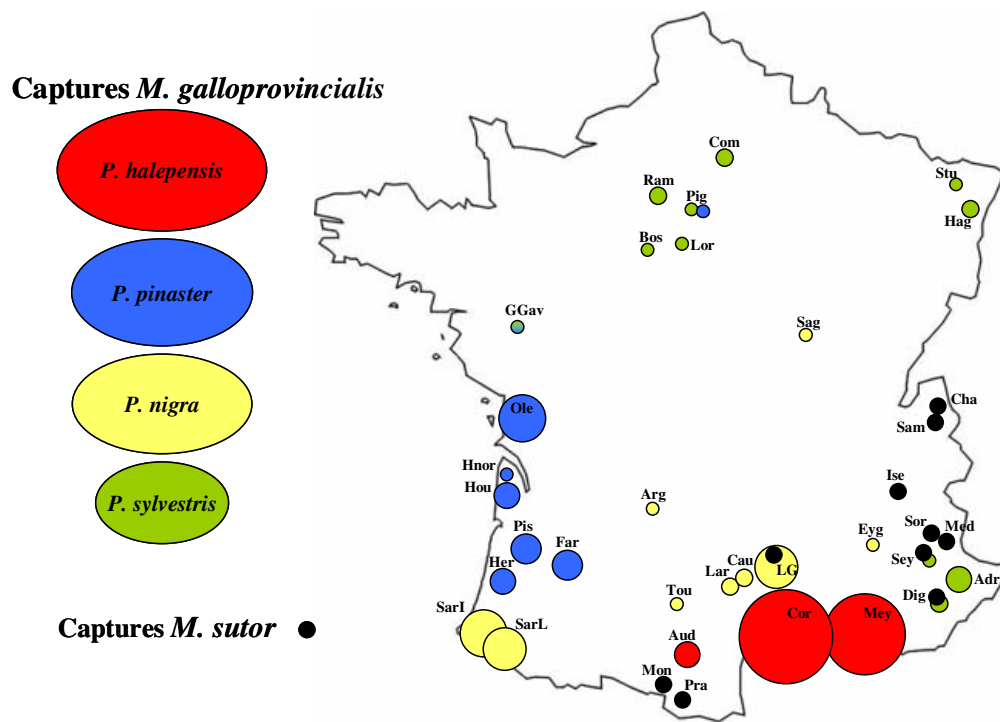 Captures M. galloprovincialis
P. halepensis
P. pinaster
P. nigra
P. sylvestris
Captures M. sutor
Com
Stu
Ram
Pig
Hag
Bos
Lor
GGav
Sag
Cha
Ole
Sam
Hnor
Hou
Ise
Arg
Pis
Far
Sor
Med
Eyg
Sey
Her
Cau
LG
Lar
Adr
Tou
Dig
SarI
SarL
Cor
Mey
Aud
Mon
Pra